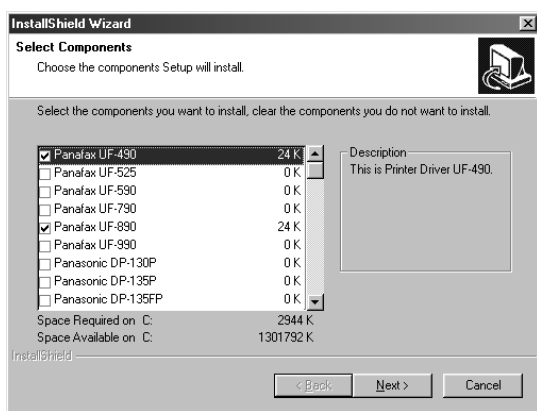 InstallShield Wizard
Select Components
Choose the components Setup will install.
Select the components you want to install, clear the components you do not want to install.
Panafax UF-490 24 K
Panafax UF-525 0 K
Panafax UF-590 0 K
Panafax UF-790 0 K
Panafax UF-890 24 K
Panafax UF-990 0 K
Panasonic DP-130P 0 K
Panasonic DP-135P 0 K
Panasonic DP-135FP 0 K
Description
This is Printer Driver UF-490.
Space Required on C: 2944 K
Space Available on C: 1301792 K
InstallShield
< Back Next > Cancel